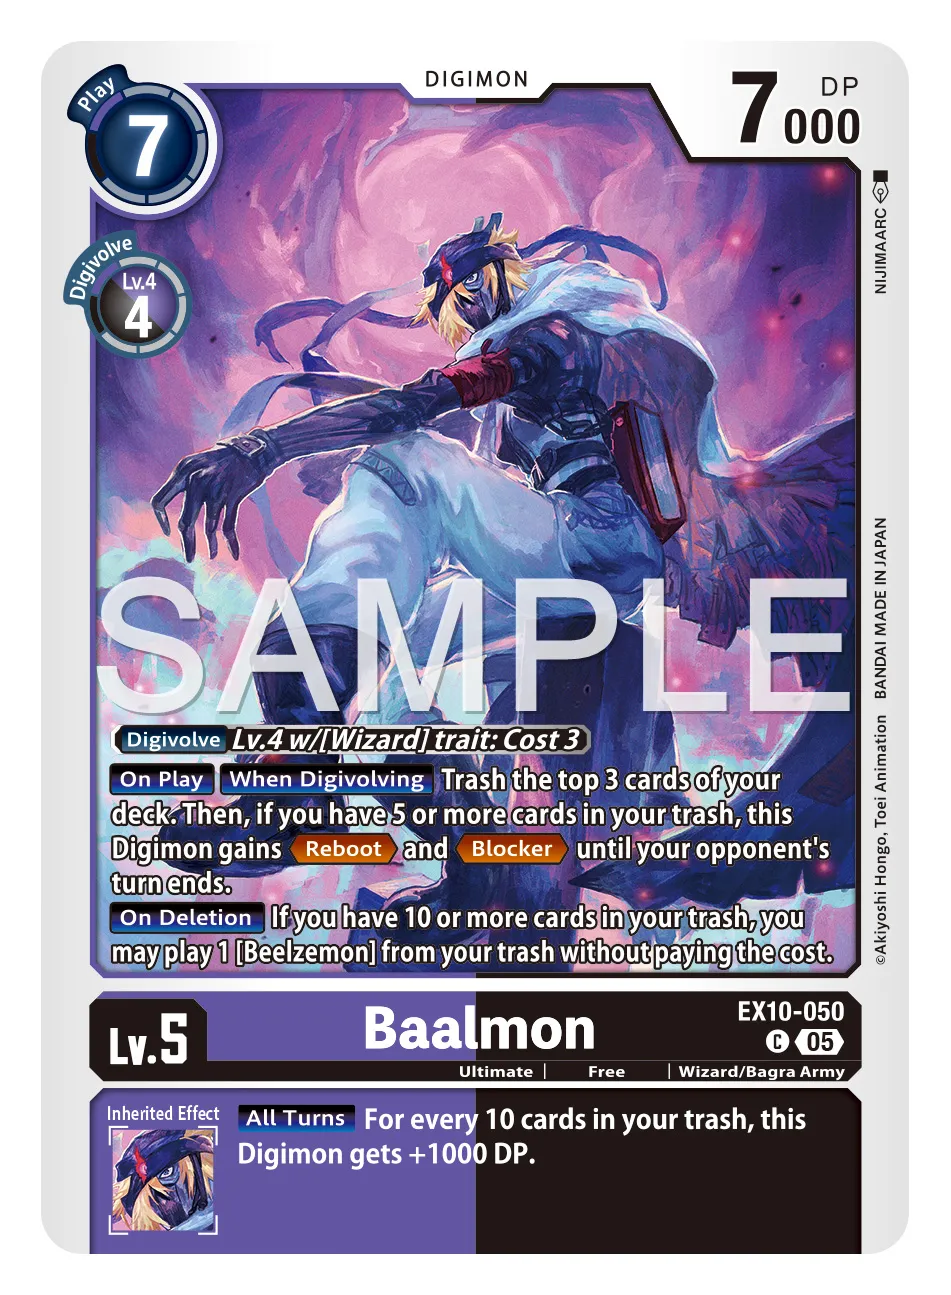 DIGIMON
Play
7
7000
DP
Digivolve
Lv.4
4
NIJIMAARC
SAMPLE
Digivolve Lv.4 w/[Wizard] trait: Cost 3
On Play When Digivolving Trash the top 3 cards of your
deck. Then, if you have 5 or more cards in your trash, this
Digimon gains Reboot and Blocker until your opponent's
turn ends.
On Deletion If you have 10 or more cards in your trash, you
may play 1 [Beelzemon] from your trash without paying the cost.
©Akiyoshi Hongo, Toei Animation BANDAI MADE IN JAPAN
Lv.5
Baalmon
EX10-050
C 05
Ultimate | Free | Wizard/Bagra Army
Inherited Effect
All Turns For every 10 cards in your trash, this
Digimon gets +1000 DP.